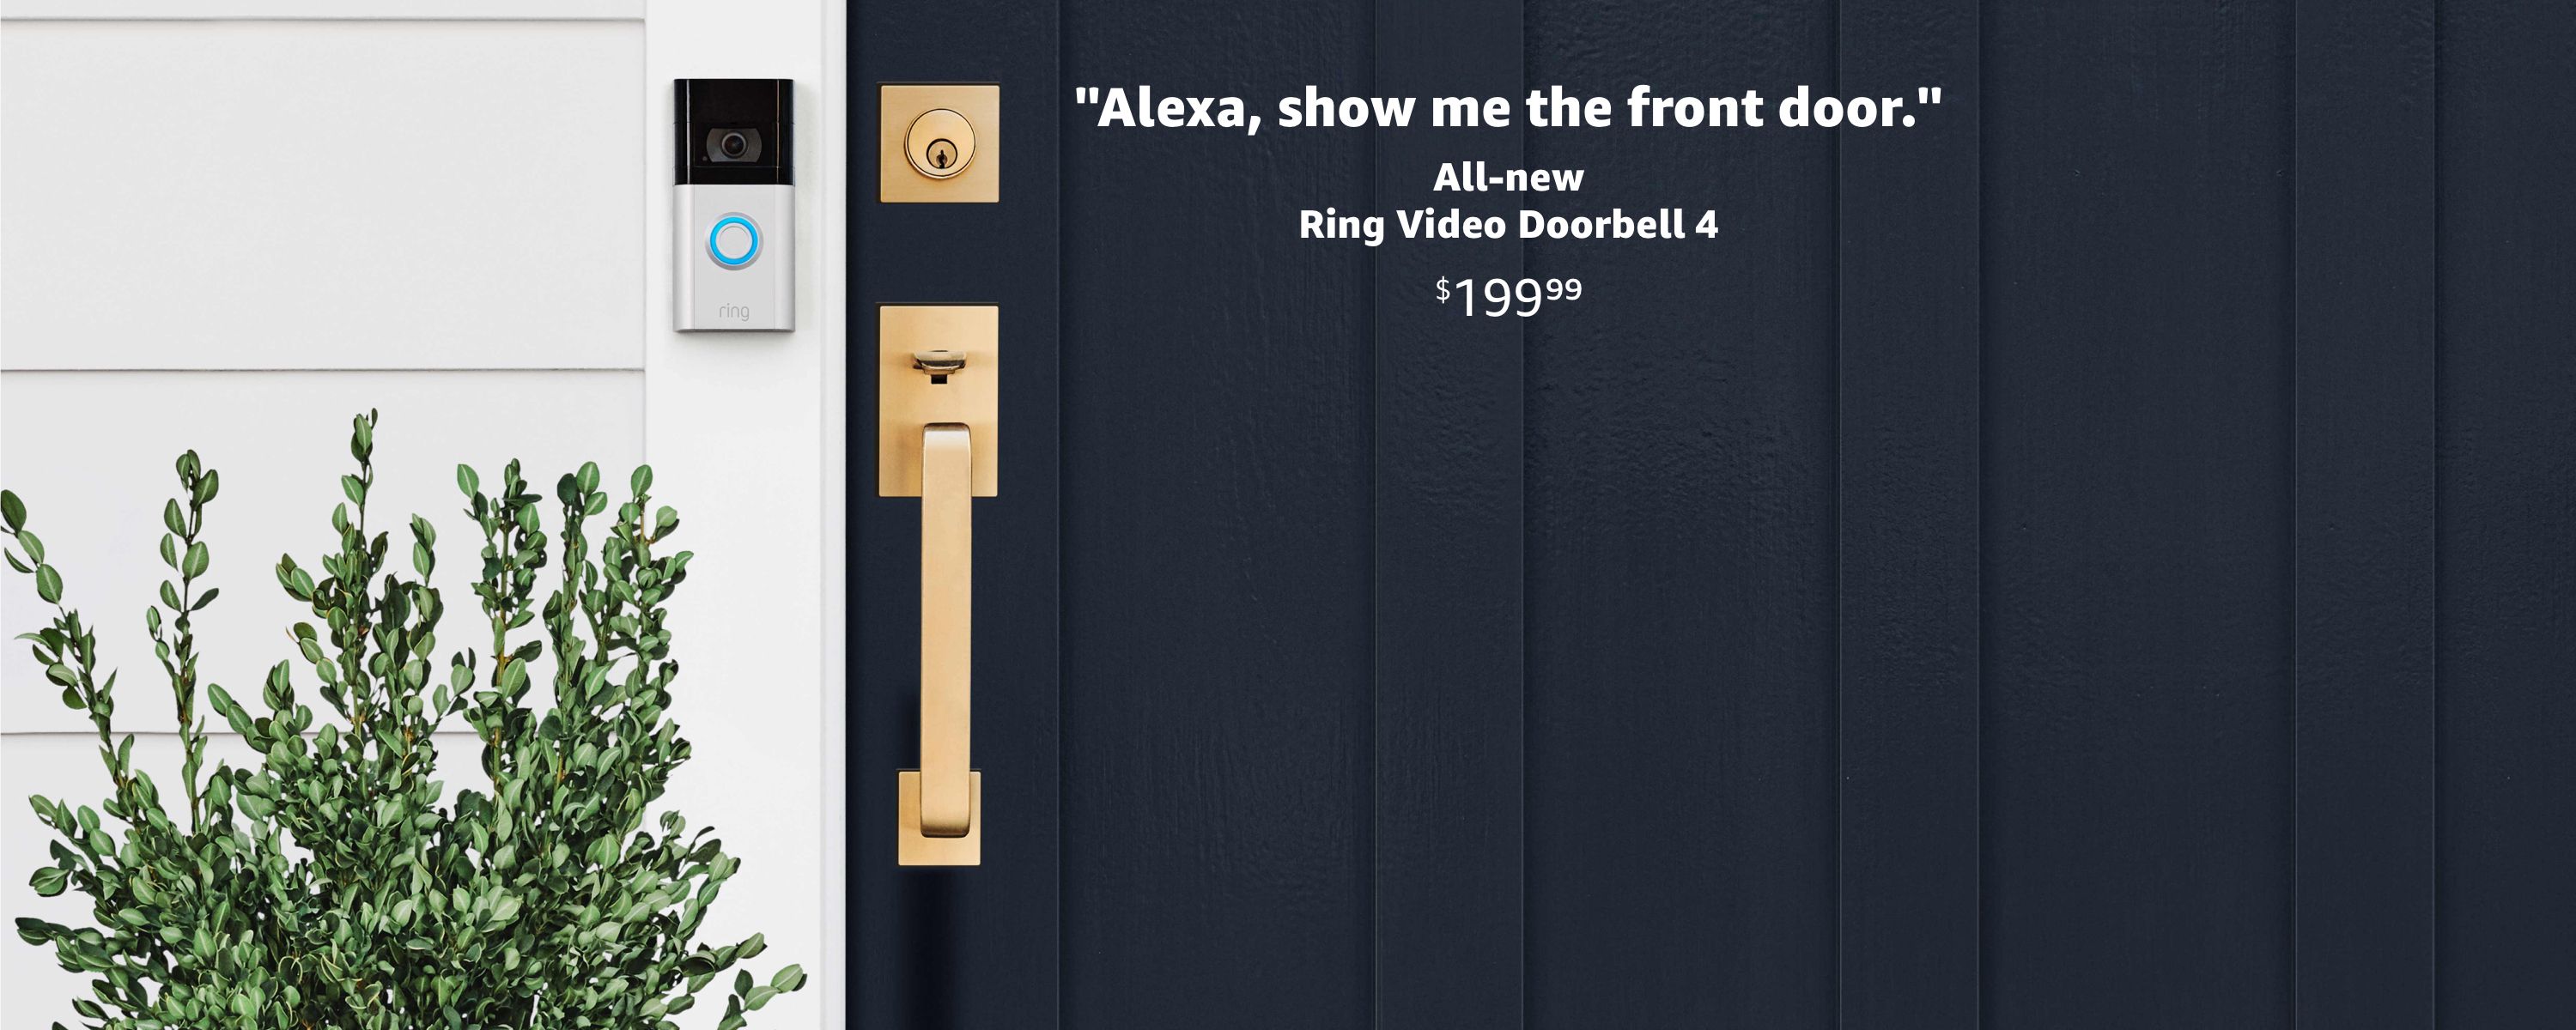 "Alexa, show me the front door."
All-new
Ring Video Doorbell 4
$199⁹⁹
ring